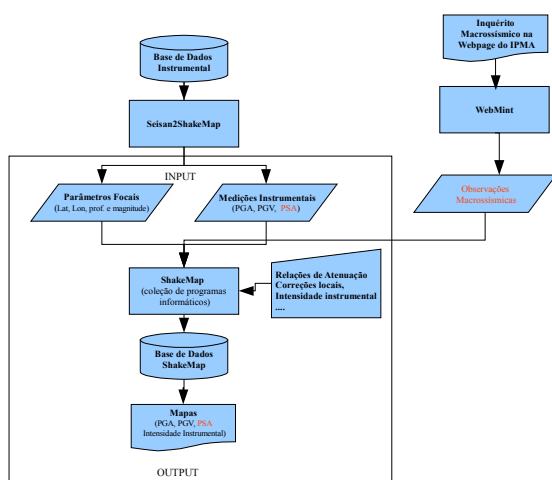 Base de Dados
Instrumental
Inquérito
Macrossísmico na
Webpage do IPMA
Seisan2ShakeMap
WebMint
INPUT
Parâmetros Focais
(Lat, Lon, prof. e magnitude)
Medições Instrumentais
(PGA, PGV, PSA)
Observações
Macrossísmicas
ShakeMap
(coleção de programas
informáticos)
Relações de Atenuação
Correções locais,
Intensidade instrumental
....
Base de Dados
ShakeMap
Mapas
(PGA, PGV, PSA
Intensidade Instrumental)
OUTPUT